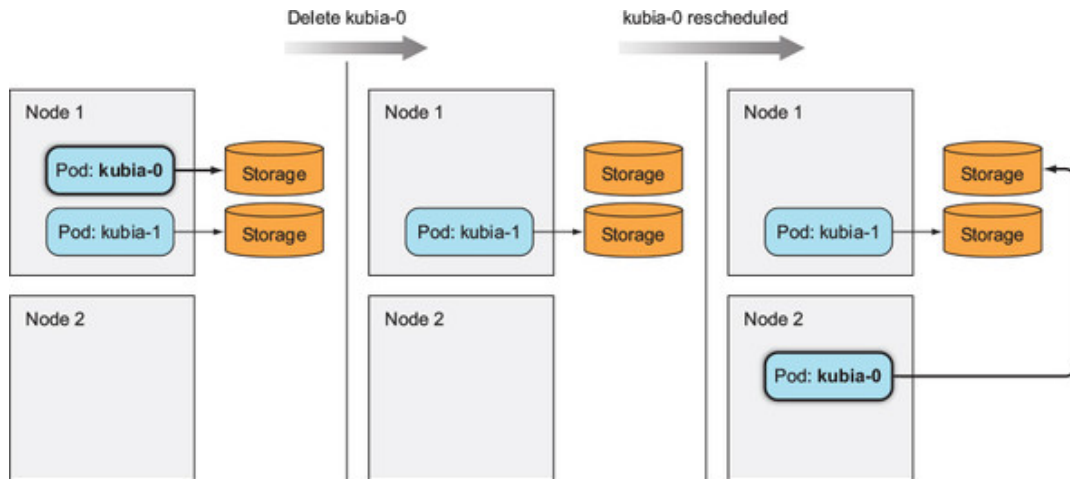 Delete kubia-0
kubia-0 rescheduled
Node 1
Pod: kubia-0
Storage
Pod: kubia-1
Storage
Node 2
Node 1
Storage
Pod: kubia-1
Storage
Node 2
Node 1
Storage
Pod: kubia-1
Storage
Node 2
Pod: kubia-0